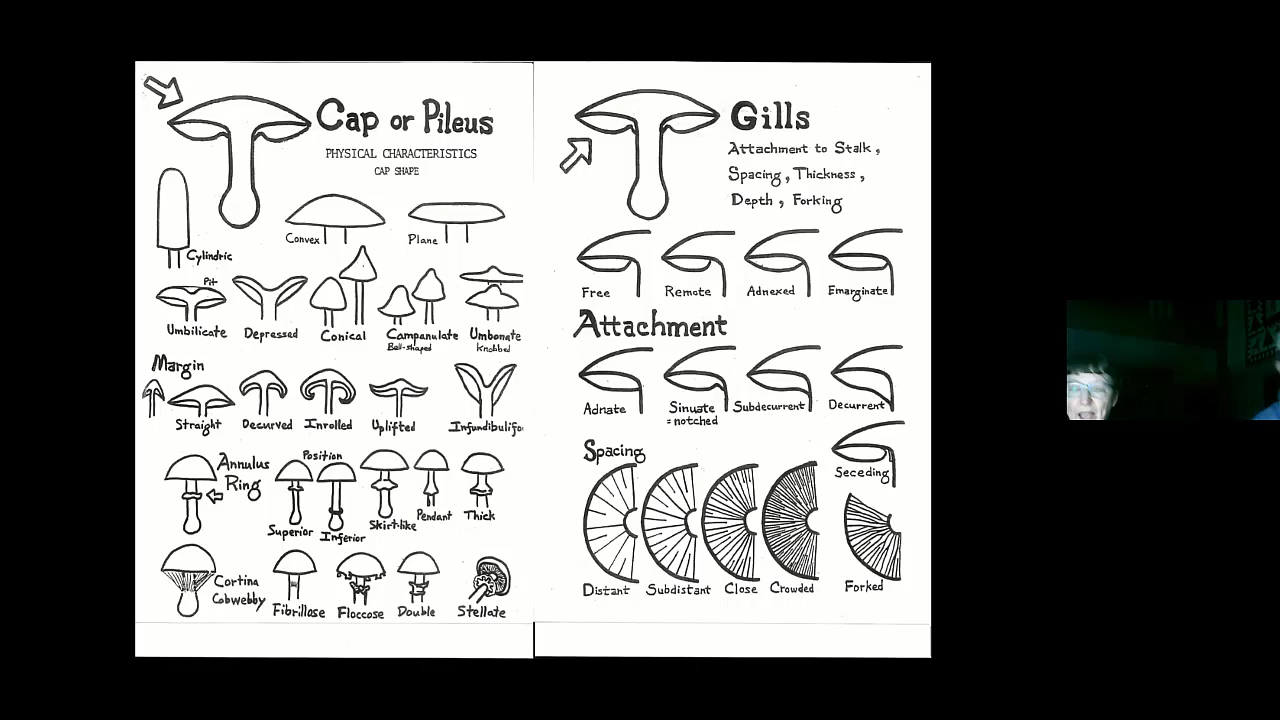 Cap or Pileus
PHYSICAL CHARACTERISTICS
CAP SHAPE
Cylindric
Convex
Plane
Pit
Umbilicate
Depressed
Conical
Campanulate
Bell-shaped
Umbonate
Knobbed
Margin
Straight
Decurved
Inrolled
Uplifted
Infundibulifo
Annulus
Ring
Position
Superior
Inferior
Skirt-like
Pendant
Thick
Cortina
Cobwebby
Fibrillose
Floccose
Double
Stellate
Gills
Attachment to Stalk,
Spacing, Thickness,
Depth, Forking
Free
Remote
Adnexed
Emarginate
Attachment
Adnate
Sinuate
=notched
Subdecurrent
Decurrent
Seceding
Spacing
Distant
Subdistant
Close
Crowded
Forked